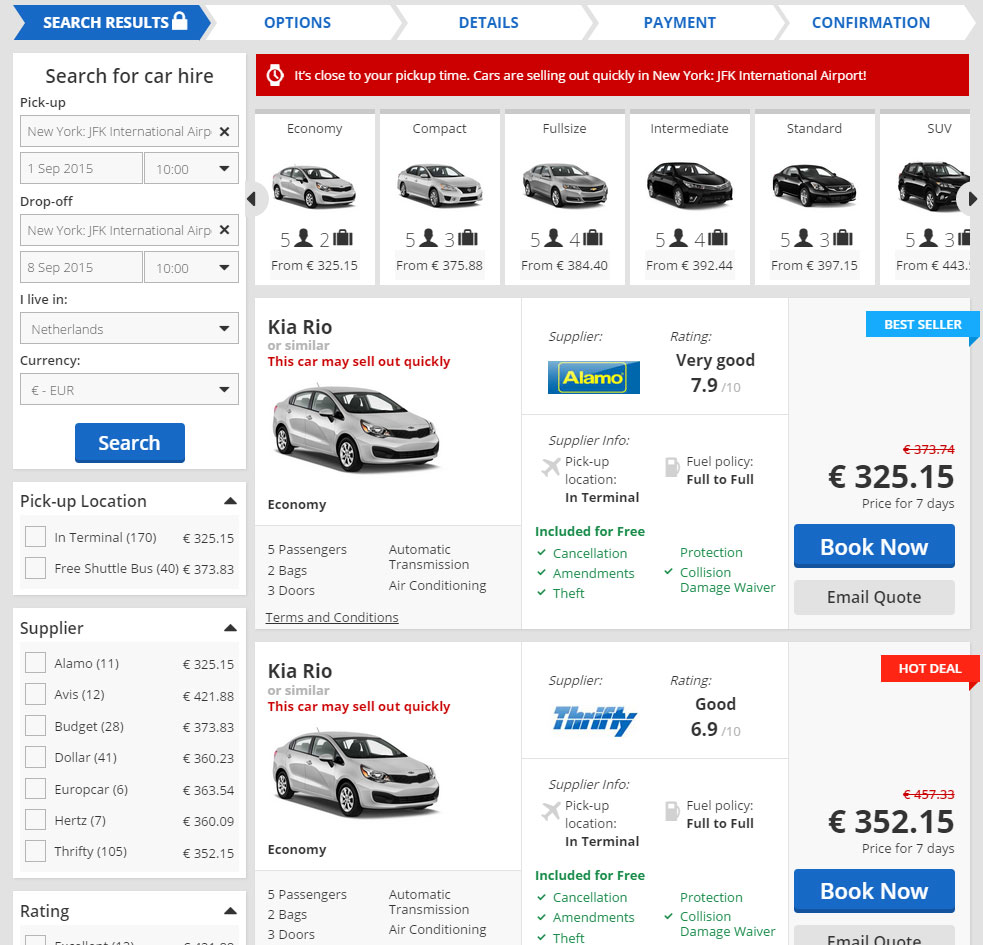 SEARCH RESULTS
OPTIONS
DETAILS
PAYMENT
CONFIRMATION
Search for car hire
Pick-up
New York: JFK International Airp
1 Sep 2015
10:00
Drop-off
New York: JFK International Airp
8 Sep 2015
10:00
I live in:
Netherlands
Currency:
€ - EUR
Search
Pick-up Location
In Terminal (170) € 325.15
Free Shuttle Bus (40) € 373.83
Supplier
Alamo (11) € 325.15
Avis (12) € 421.88
Budget (28) € 373.83
Dollar (41) € 360.23
Europcar (6) € 363.54
Hertz (7) € 360.09
Thrifty (105) € 352.15
Rating
It's close to your pickup time. Cars are selling out quickly in New York: JFK International Airport!
Economy
5 2
From € 325.15
Compact
5 3
From € 375.88
Fullsize
5 4
From € 384.40
Intermediate
5 4
From € 392.44
Standard
5 3
From € 397.15
SUV
5 3
From € 443.
Kia Rio
or similar
This car may sell out quickly
Economy
5 Passengers
2 Bags
3 Doors
Automatic
Transmission
Air Conditioning
Terms and Conditions
Supplier:
Alamo
Rating:
Very good
7.9 /10
Supplier Info:
Pick-up
location:
In Terminal
Fuel policy:
Full to Full
Included for Free
Cancellation
Amendments
Theft
Protection
Collision
Damage Waiver
BEST SELLER
€ 373.74
€ 325.15
Price for 7 days
Book Now
Email Quote
Kia Rio
or similar
This car may sell out quickly
Economy
5 Passengers
2 Bags
3 Doors
Automatic
Transmission
Air Conditioning
Supplier:
Thrifty
Rating:
Good
6.9 /10
Supplier Info:
Pick-up
location:
In Terminal
Fuel policy:
Full to Full
Included for Free
Cancellation
Amendments
Theft
Protection
Collision
Damage Waiver
HOT DEAL
€ 457.33
€ 352.15
Price for 7 days
Book Now
Email Quote